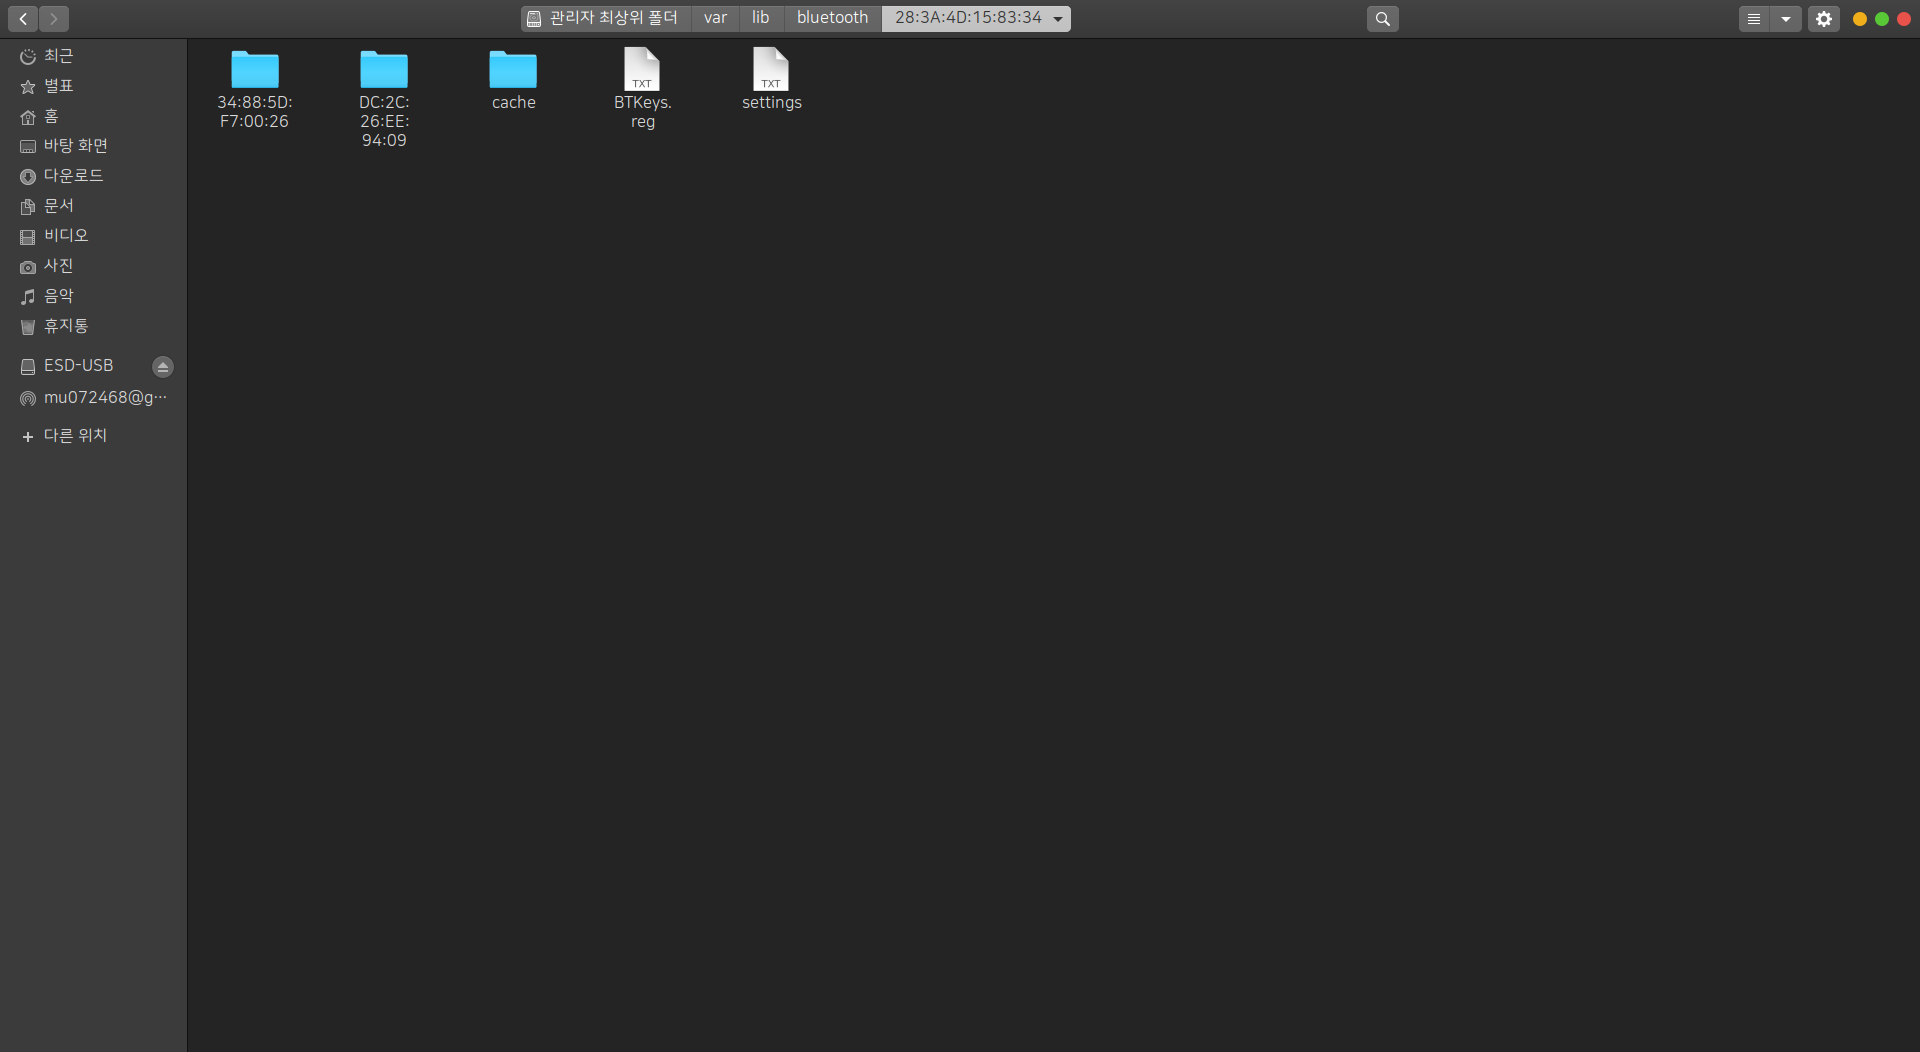 관리자 최상위 폴더 var lib bluetooth 28:3A:4D:15:83:34
최근
별표
홈
바탕 화면
다운로드
문서
비디오
사진
음악
휴지통
ESD-USB
mu072468@g…
다른 위치
34:88:5D:
F7:00:26
DC:2C:
26:EE:
94:09
cache
TXT
BTKeys.
reg
TXT
settings